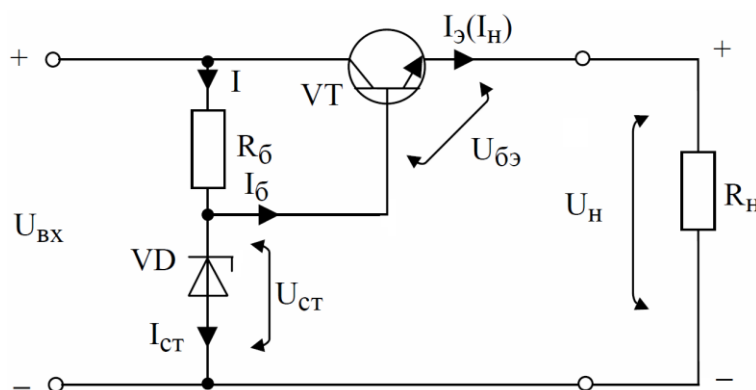 +
Iэ(Iн)
+
I
VT
Rб
Uбэ
Iб
Uн
Rн
Uвх
VD
Uст
Iст
−
−